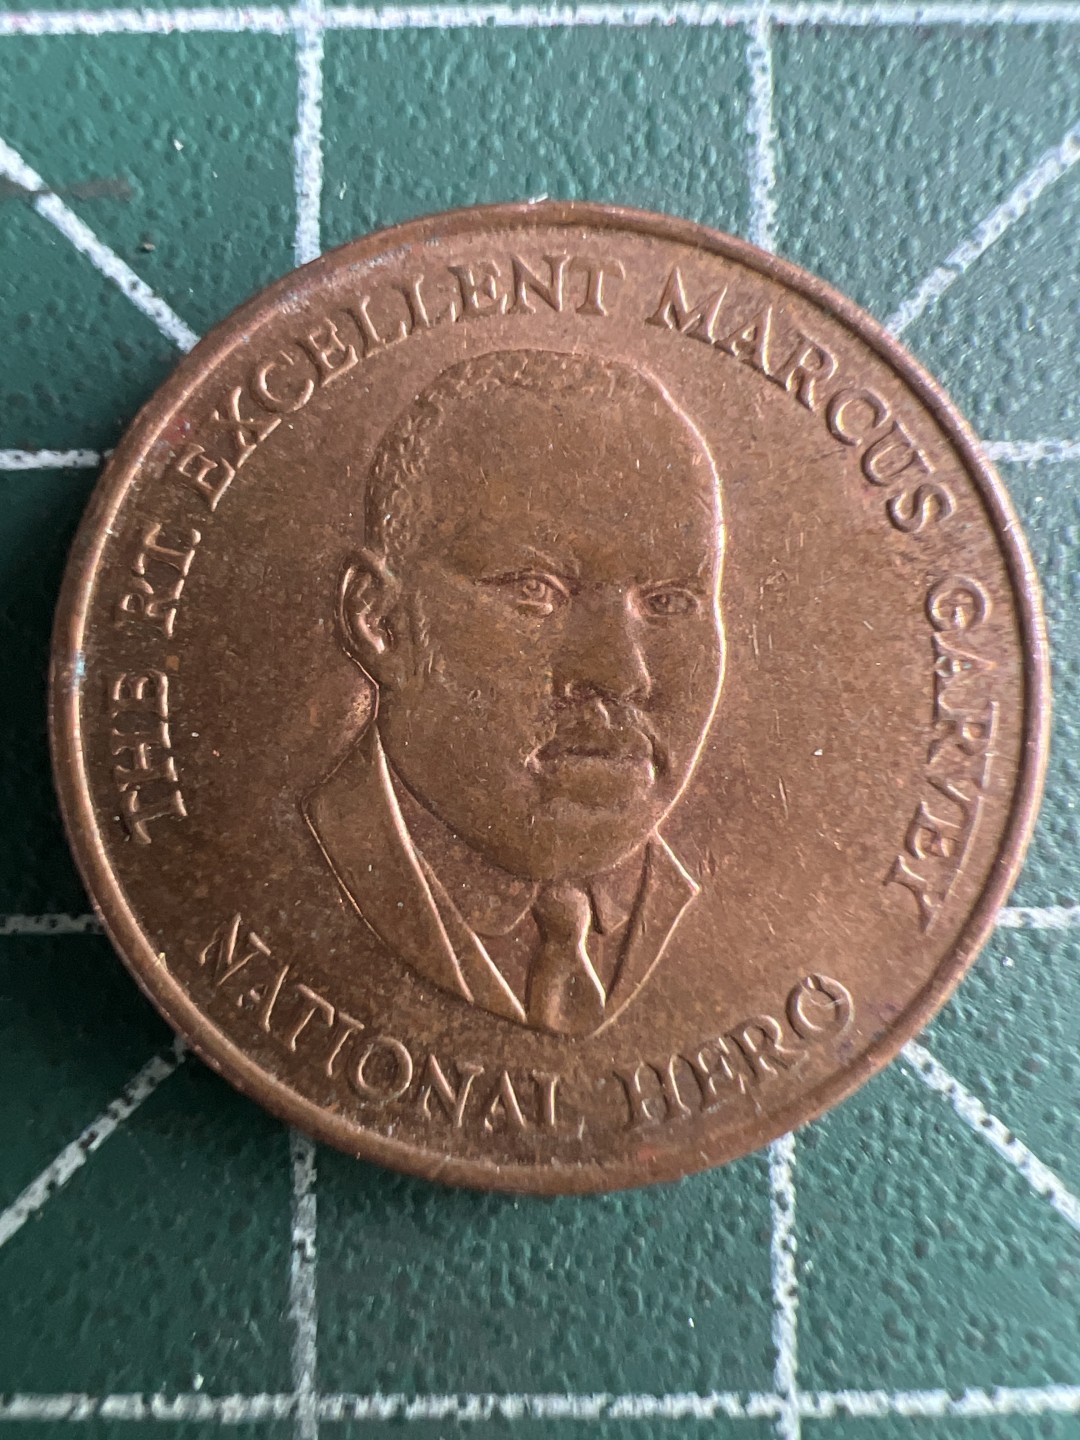 THE RT. EXCELLENT MARCUS GARVEY
NATIONAL HERO